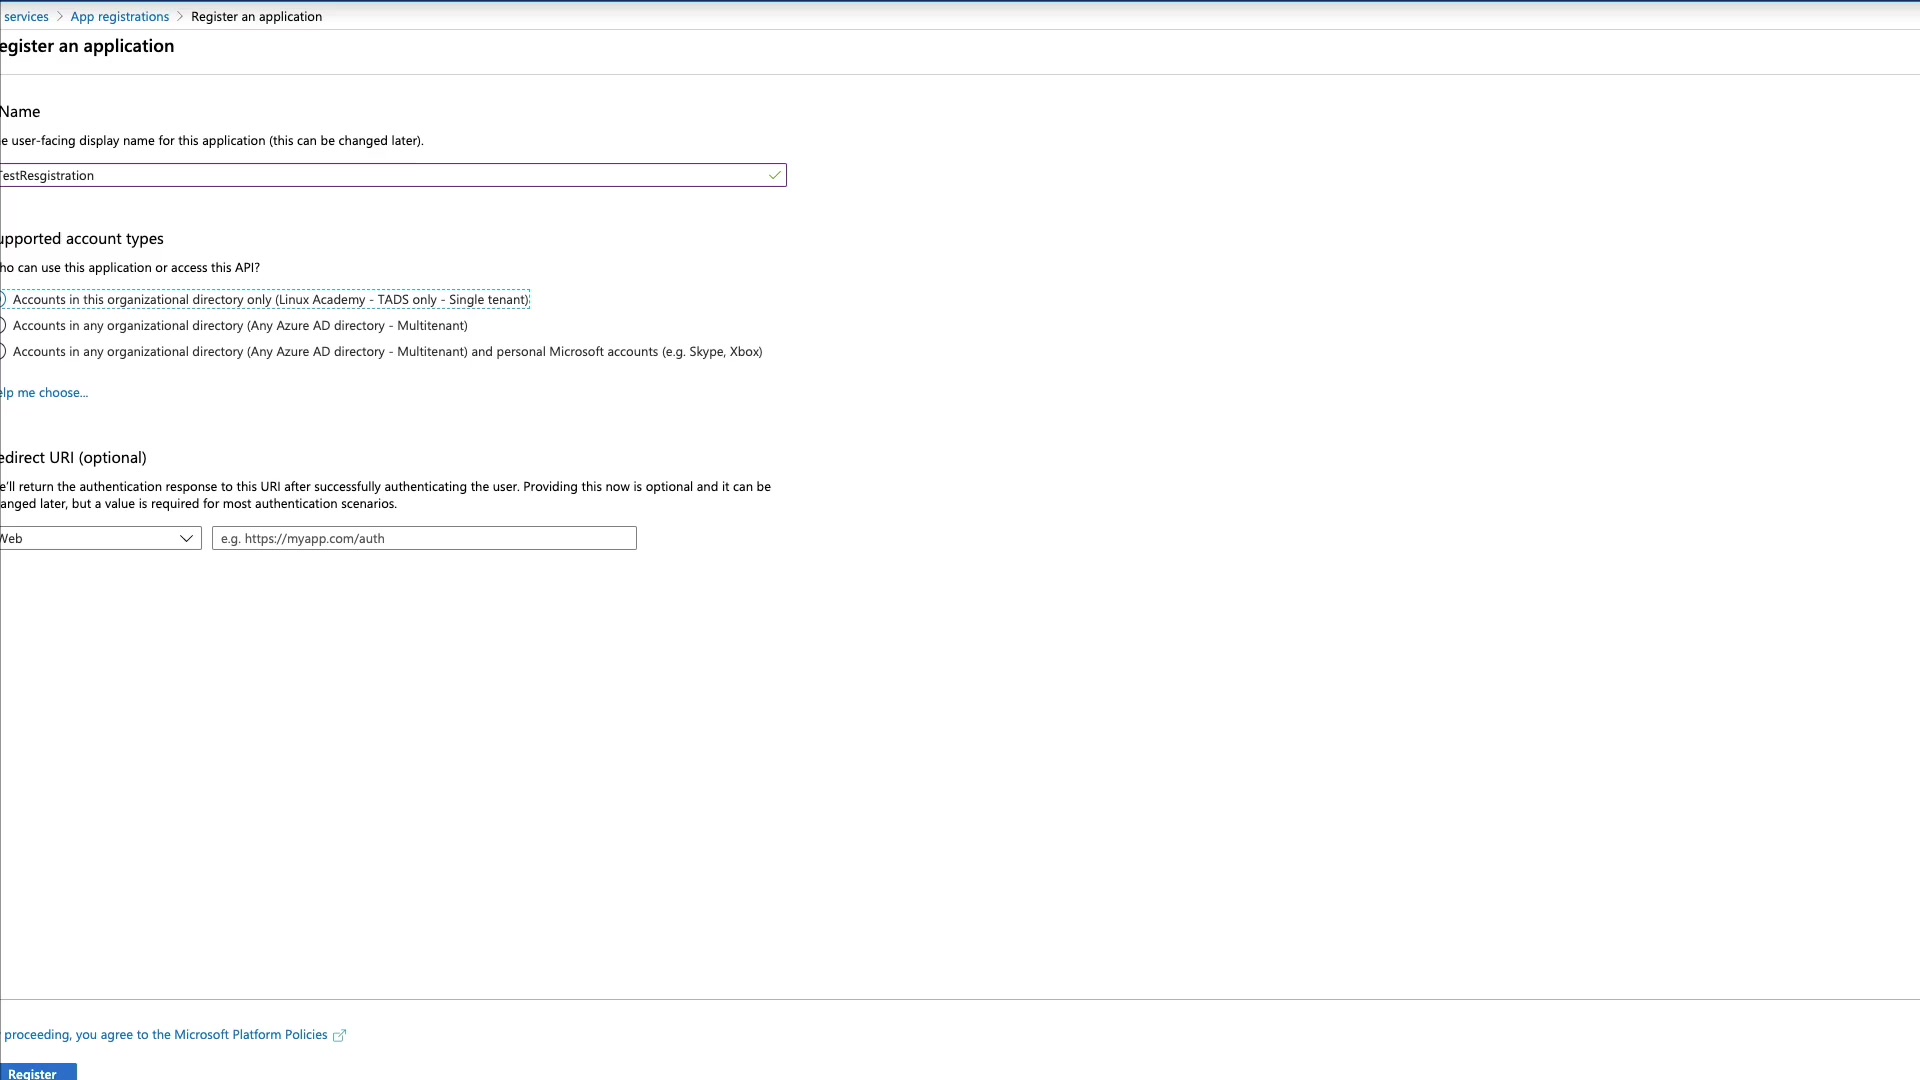 services > App registrations > Register an application
egister an application
Name
e user-facing display name for this application (this can be changed later).
TestResgistration
upported account types
ho can use this application or access this API?
Accounts in this organizational directory only (Linux Academy - TADS only - Single tenant)
Accounts in any organizational directory (Any Azure AD directory - Multitenant)
Accounts in any organizational directory (Any Azure AD directory - Multitenant) and personal Microsoft accounts (e.g. Skype, Xbox)
elp me choose...
edirect URI (optional)
e'll return the authentication response to this URI after successfully authenticating the user. Providing this now is optional and it can be
anged later, but a value is required for most authentication scenarios.
Web
e.g. https://myapp.com/auth
proceeding, you agree to the Microsoft Platform Policies
Register